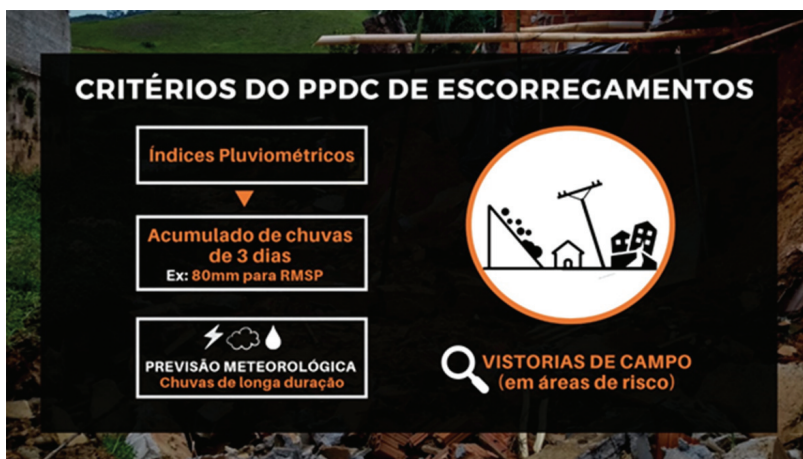 CRITÉRIOS DO PPDC DE ESCORREGAMENTOS
Índices Pluviométricos
Acumulado de chuvas
de 3 dias
Ex: 80mm para RMSP
PREVISÃO METEOROLÓGICA
Chuvas de longa duração
VISTORIAS DE CAMPO
(em áreas de risco)